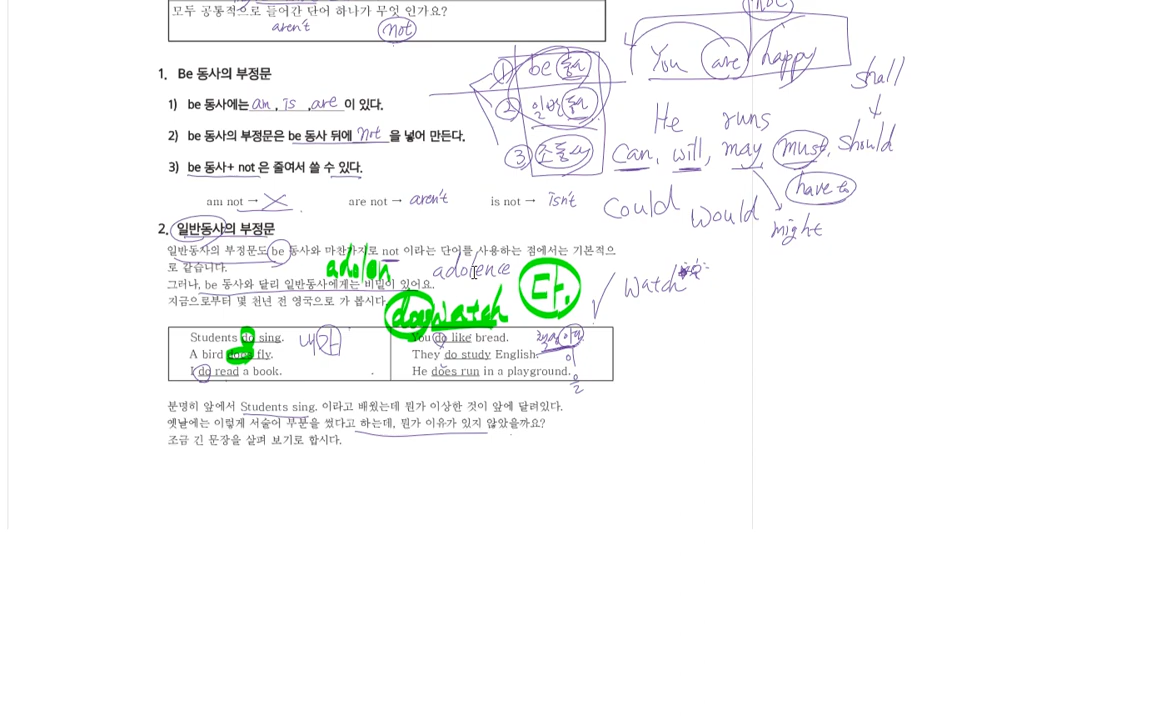 모두 공통적으로 들어간 단어 하나가 무엇 인가요?
aren't not
1. Be 동사의 부정문
1) be 동사에는 am, is, are 이 있다.
2) be 동사의 부정문은 be 동사 뒤에 not 을 넣어 만든다.
3) be 동사+ not 은 줄여서 쓸 수 있다.
am not → X are not → aren't is not → isn't
① be 동사
② 일반동사
③ 조동사
not
You are happy
He runs
shall
↓
should
Can, will, may must,
have to
Could would might
2. 일반동사의 부정문
일반동사의 부정문도 be 동사와 마찬가지로 not 이라는 단어를 사용하는 점에서는 기본적으
로 같습니다.
그러나, be 동사와 달리 일반동사에게는 비밀이 있어요.
지금으로부터 몇 천년 전 영국으로 가 봅시다.
다.
watch
Watch
Students do sing.
A bird does fly.
I do read a book.
You do like bread.
They do study English.
He does run in a playground.
이
을
분명히 앞에서 Students sing. 이라고 배웠는데 뭔가 이상한 것이 앞에 달려있다.
옛날에는 이렇게 서술어 부분을 썼다고 하는데, 뭔가 이유가 있지 않았을까요?
조금 긴 문장을 살펴 보기로 합시다.